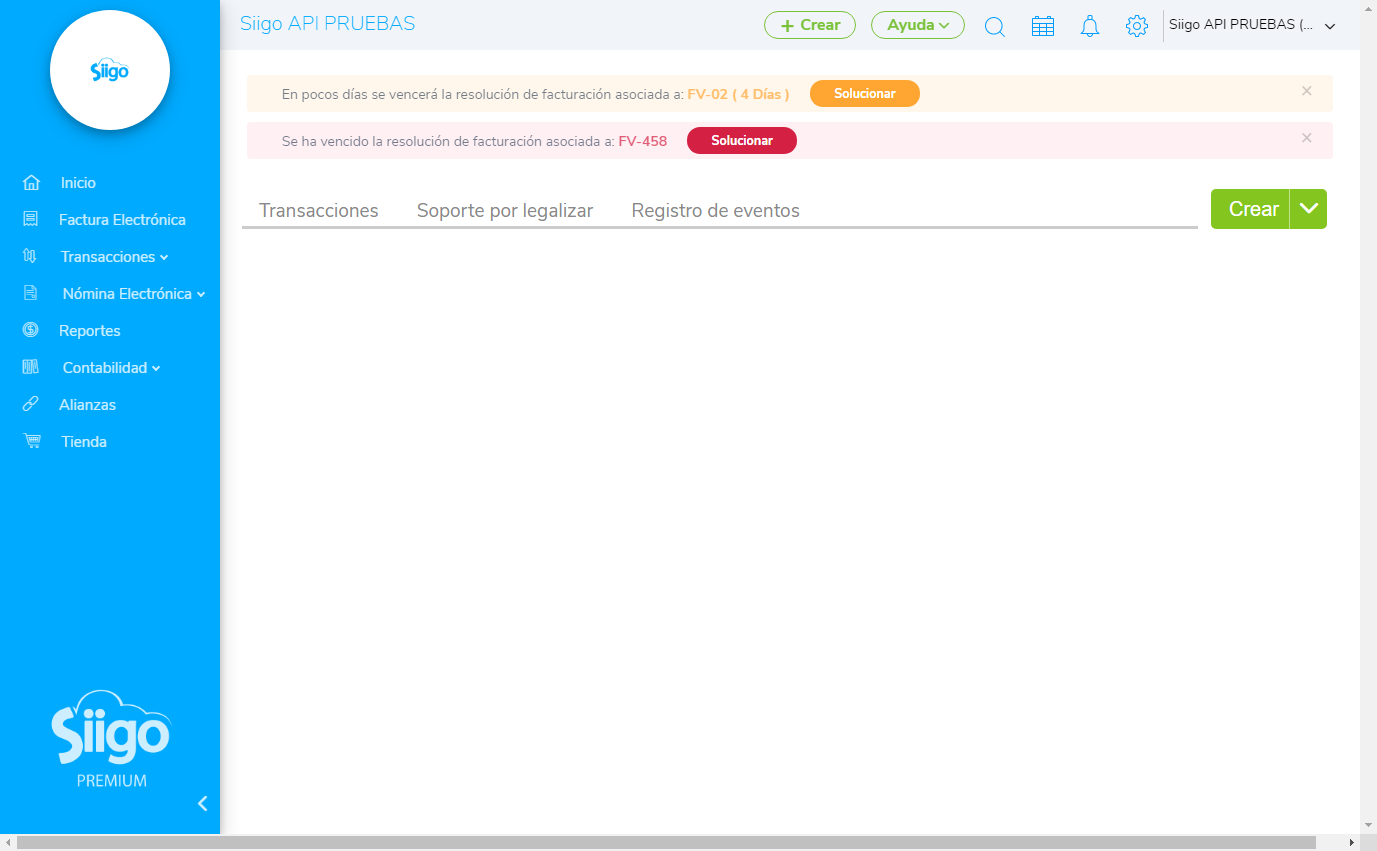 Siigo
Siigo API PRUEBAS
Crear
Ayuda
Siigo API PRUEBAS (...
Inicio
Factura Electrónica
Transacciones
Nómina Electrónica
Reportes
Contabilidad
Alianzas
Tienda
Siigo
PREMIUM
En pocos días se vencerá la resolución de facturación asociada a: FV-02 ( 4 Días ) Solucionar
Se ha vencido la resolución de facturación asociada a: FV-458 Solucionar
Transacciones Soporte por legalizar Registro de eventos
Crear